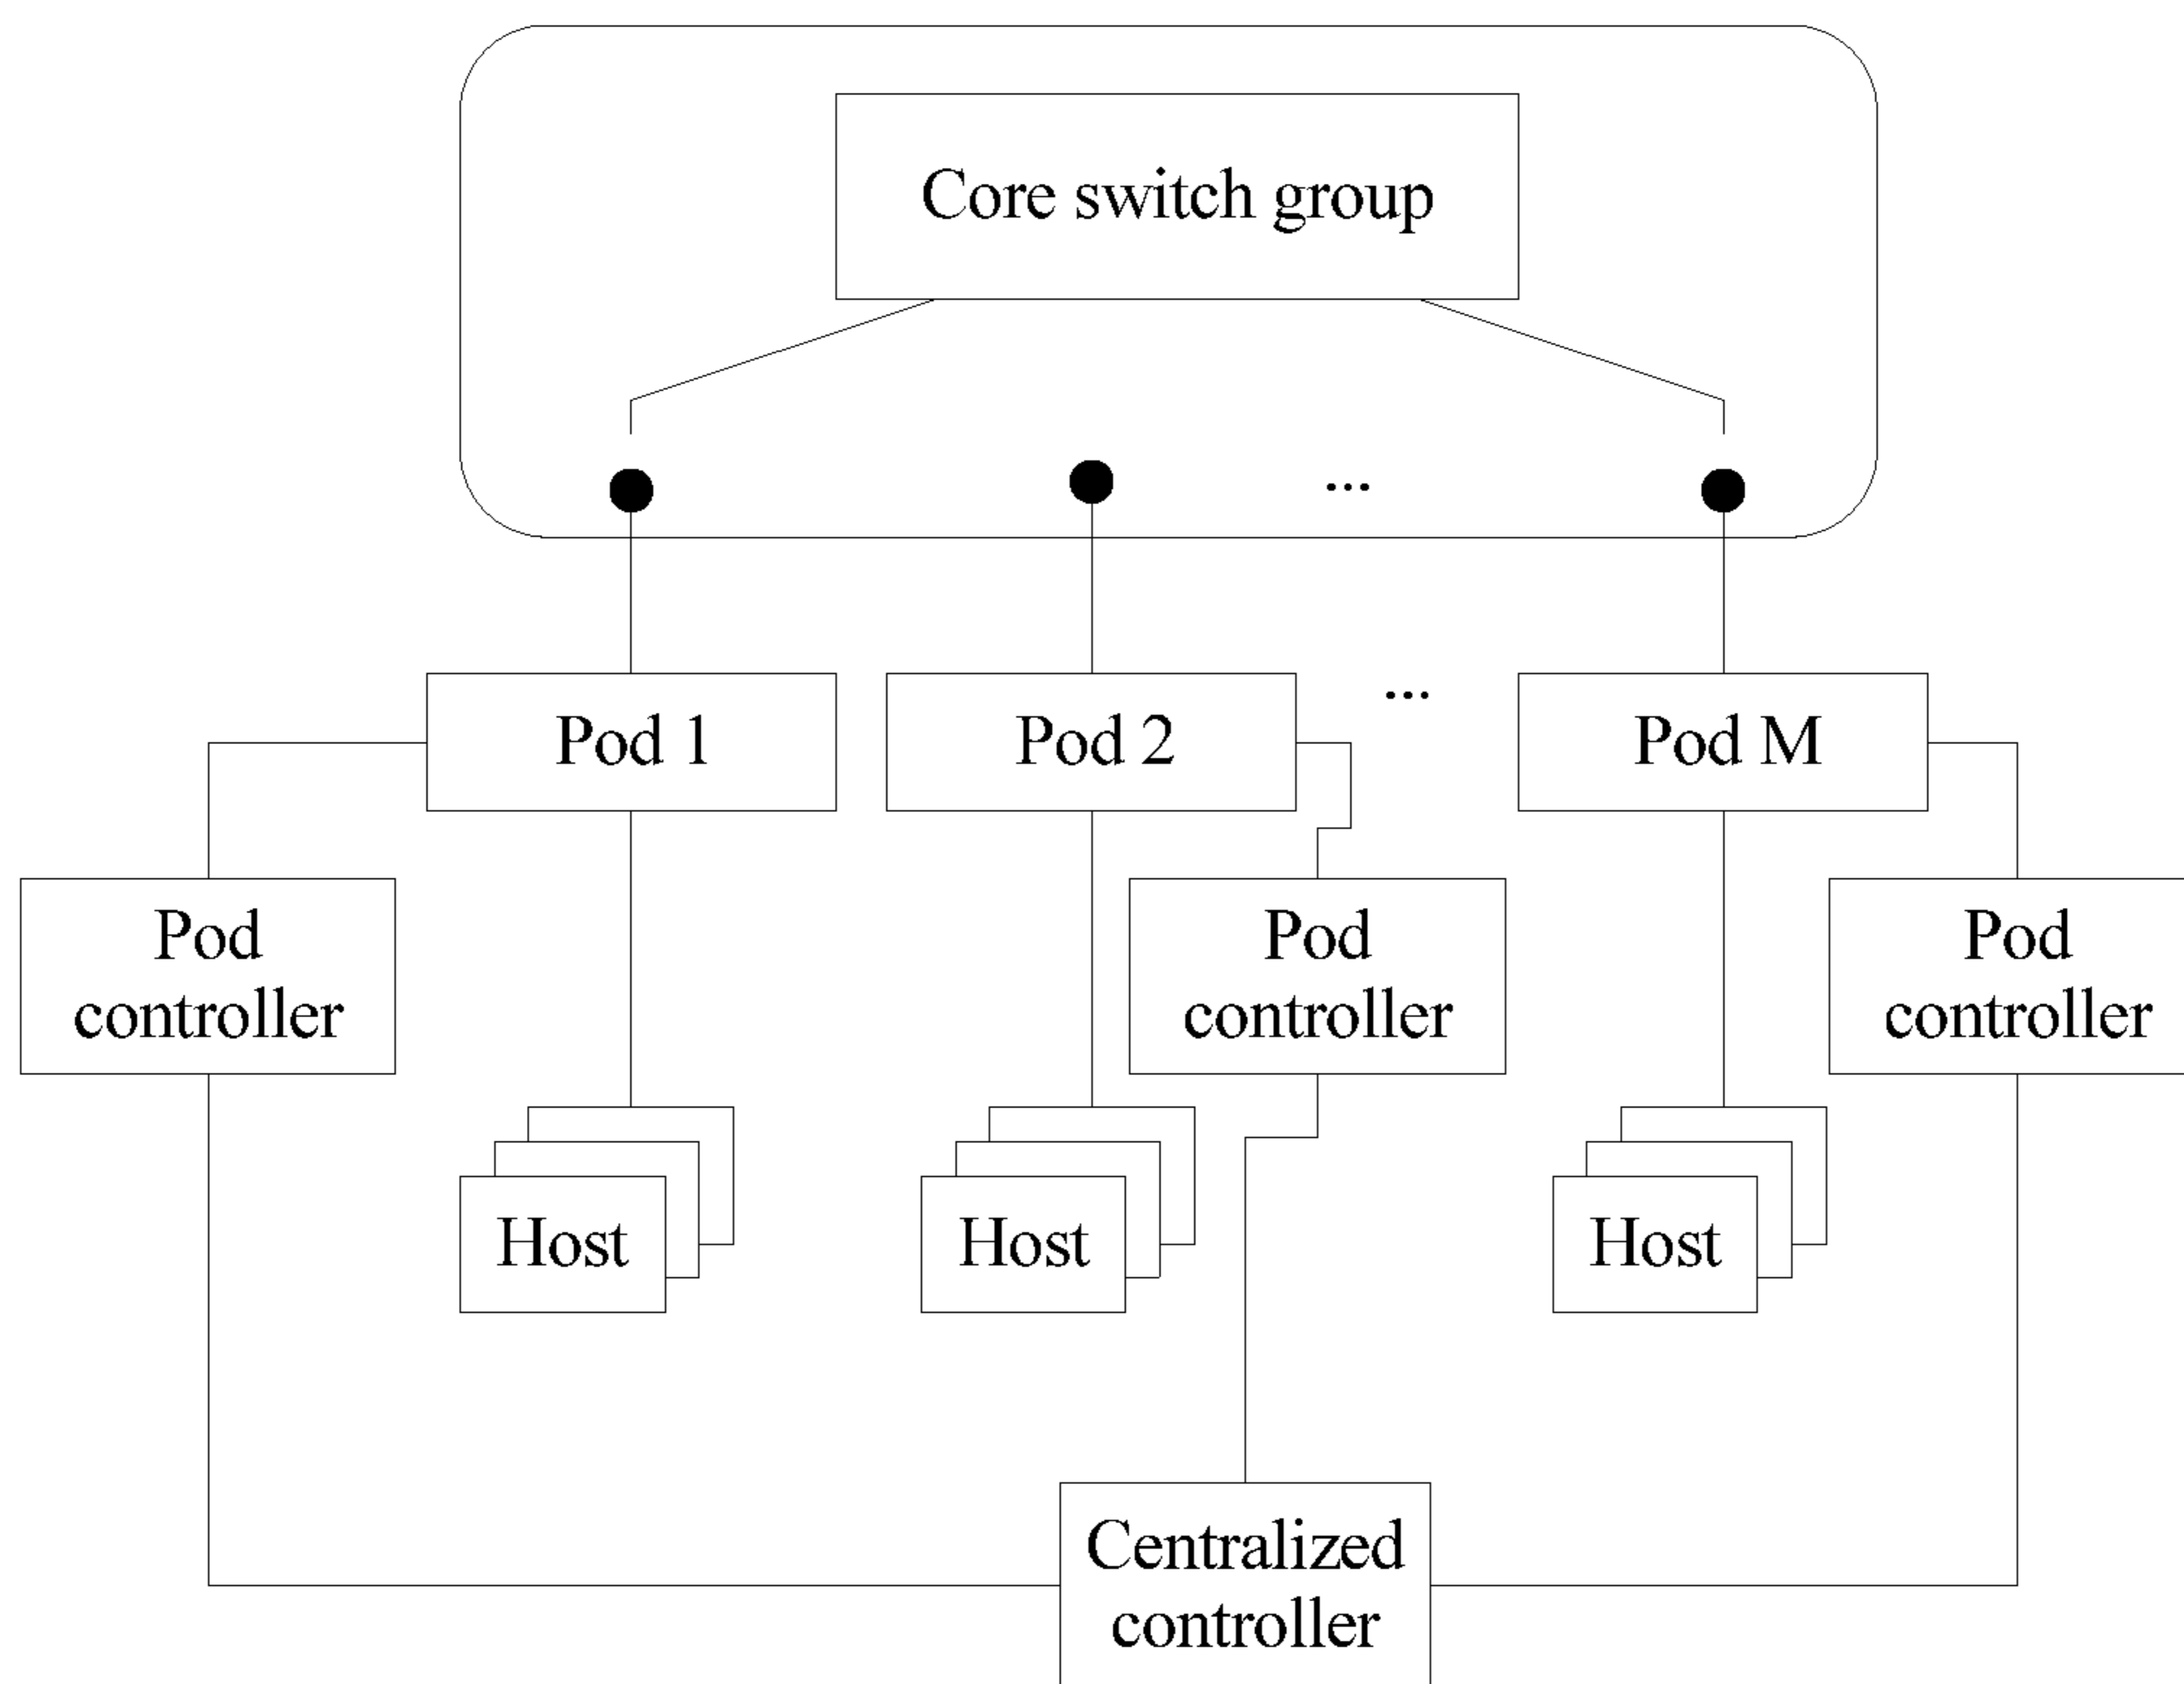 Core switch group
...
Pod 1
Pod 2
...
Pod M
Pod
controller
Pod
controller
Pod
controller
Host
Host
Host
Centralized
controller